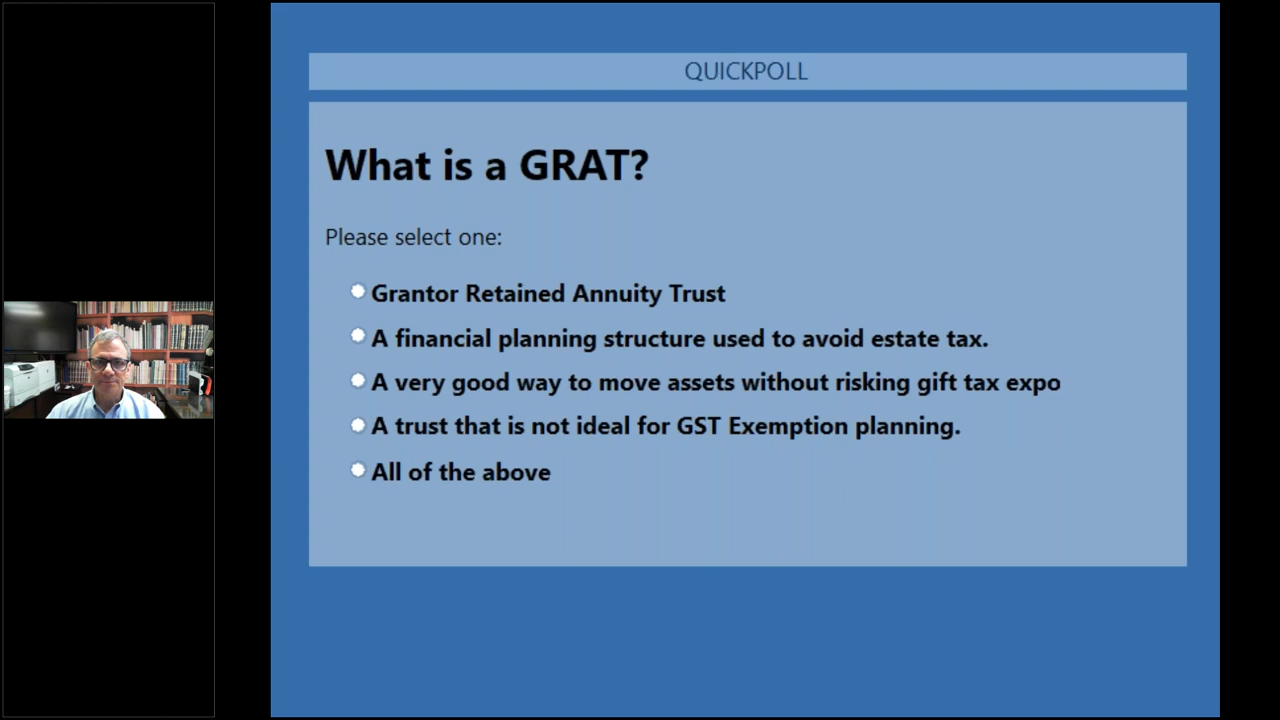 QUICKPOLL
What is a GRAT?
Please select one:
Grantor Retained Annuity Trust
A financial planning structure used to avoid estate tax.
A very good way to move assets without risking gift tax expo
A trust that is not ideal for GST Exemption planning.
All of the above